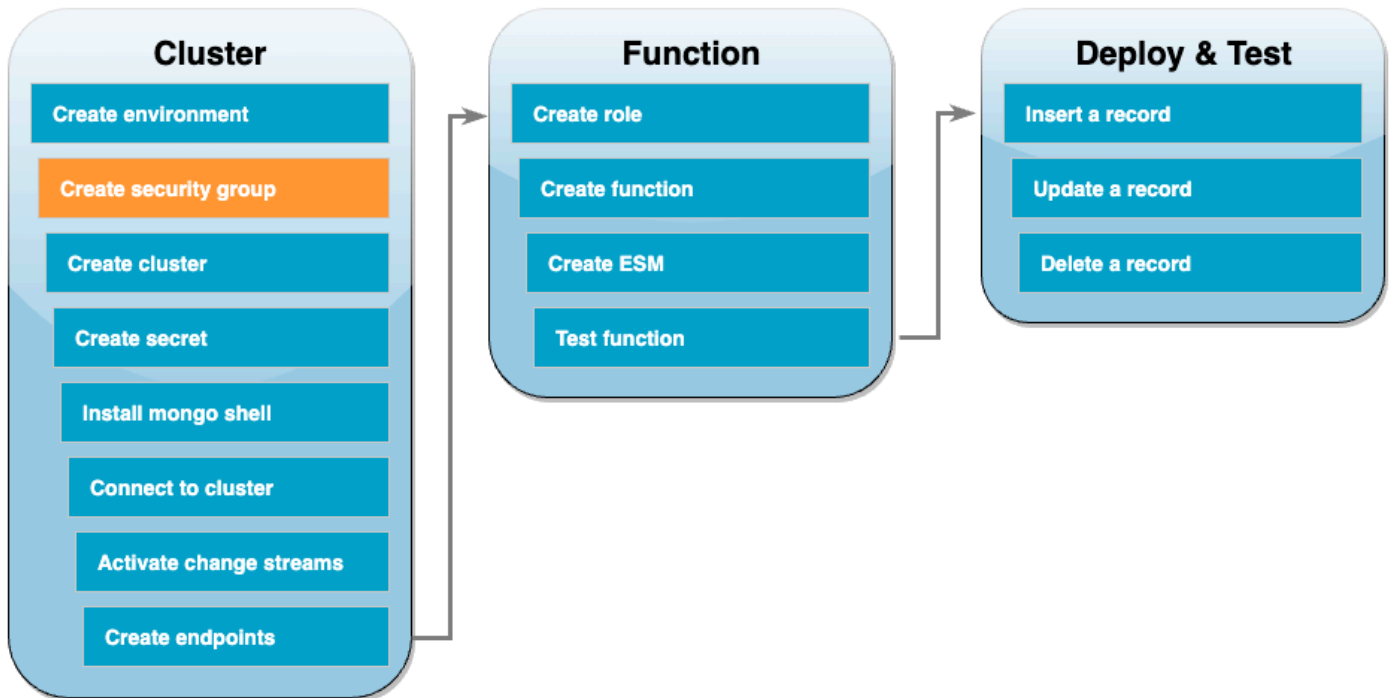 Cluster
Create environment
Create security group
Create cluster
Create secret
Install mongo shell
Connect to cluster
Activate change streams
Create endpoints
Function
Create role
Create function
Create ESM
Test function
Deploy & Test
Insert a record
Update a record
Delete a record